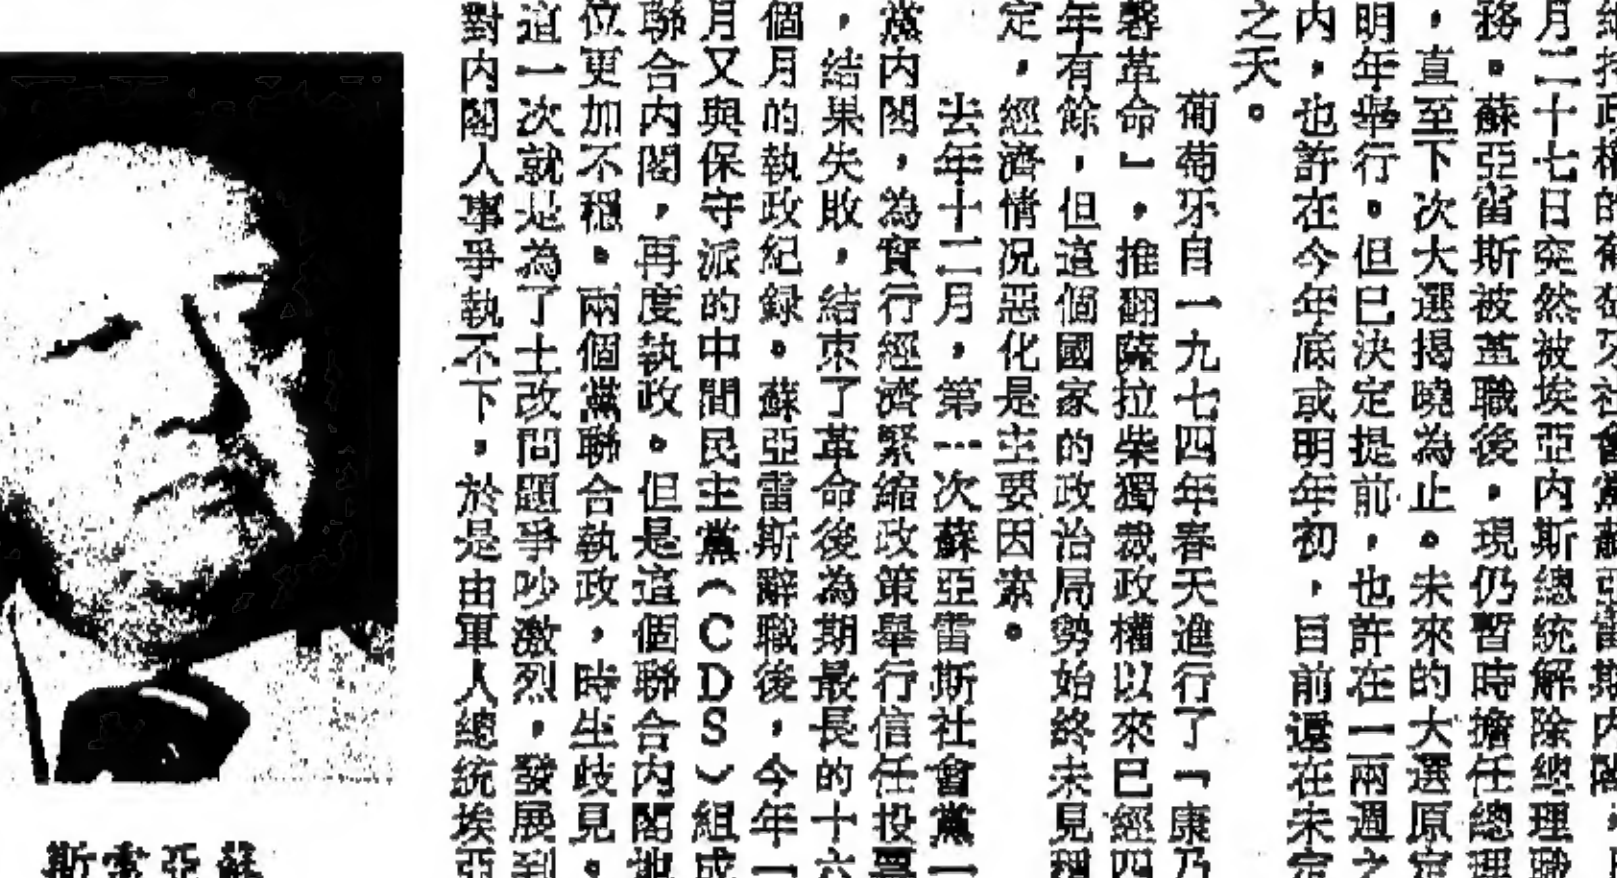 月二十七日突然被埃亞內斯總統解除總理職
務。蘇亞雷斯被革職後，現仍暫時擔任總理
，直至下次大選揭曉為止。未來的大選原定
明年舉行。但已決定提前，也許在一兩週之
內，也許在今年底或明年初，目前還在未定
之天。
葡萄牙自一九七四年春天進行了「康乃
馨革命」，推翻薩拉柴獨裁政權以來已經四
年有餘，但這個國家的政治局勢始終未見穩
定，經濟情況惡化是主要因素。
去年十二月，第一次蘇亞雷斯社會黨一
黨內閣，為實行經濟緊縮政策舉行信任投票
，結果失敗，結束了革命後為期最長的十六
個月的執政紀錄。蘇亞雷斯辭職後，今年一
月又與保守派的中間民主黨（CDS）組成
聯合內閣，再度執政。但是這個聯合內閣地
位更加不穩。兩個黨聯合執政，時生歧見。
這一次就是為了土改問題爭吵激烈，發展到
對內閣人事爭執不下。於是由軍人總統埃亞
蘇亞雷斯